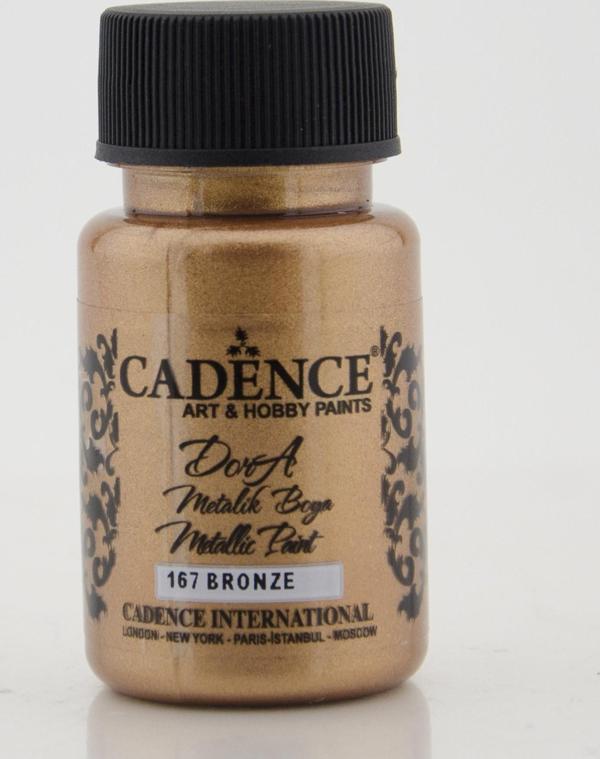 CADENCE®
ART & HOBBY PAINTS
DorA
Metalik Boya
Metallic Paint
167 BRONZE
CADENCE INTERNATIONAL
LONDON - NEW YORK - PARIS-İSTANBUL - MOSCOW